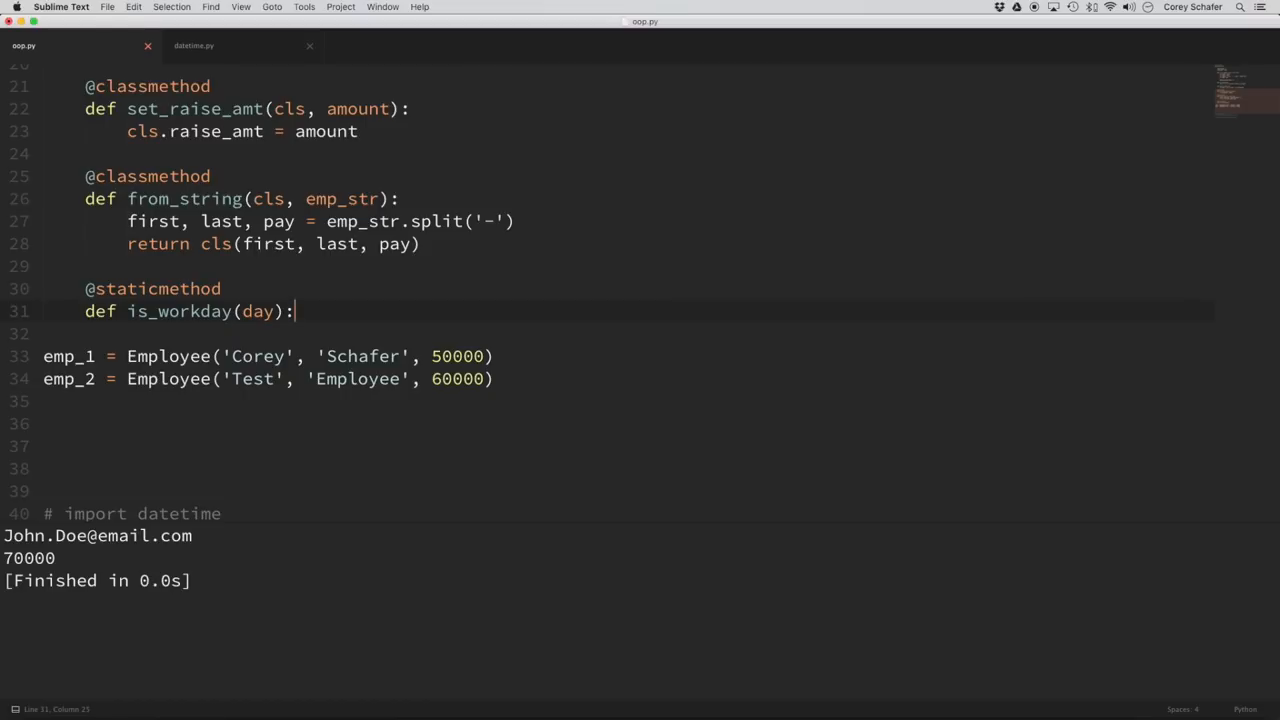 Sublime Text File Edit Selection Find View Goto Tools Project Window Help Corey Schafer
oop.py
oop.py datetime.py
20
21 @classmethod
22 def set_raise_amt(cls, amount):
23 cls.raise_amt = amount
24
25 @classmethod
26 def from_string(cls, emp_str):
27 first, last, pay = emp_str.split('-')
28 return cls(first, last, pay)
29
30 @staticmethod
31 def is_workday(day):
32
33 emp_1 = Employee('Corey', 'Schafer', 50000)
34 emp_2 = Employee('Test', 'Employee', 60000)
35
36
37
38
39
40 # import datetime
John.Doe@email.com
70000
[Finished in 0.0s]
Line 31, Column 25 Spaces: 4 Python